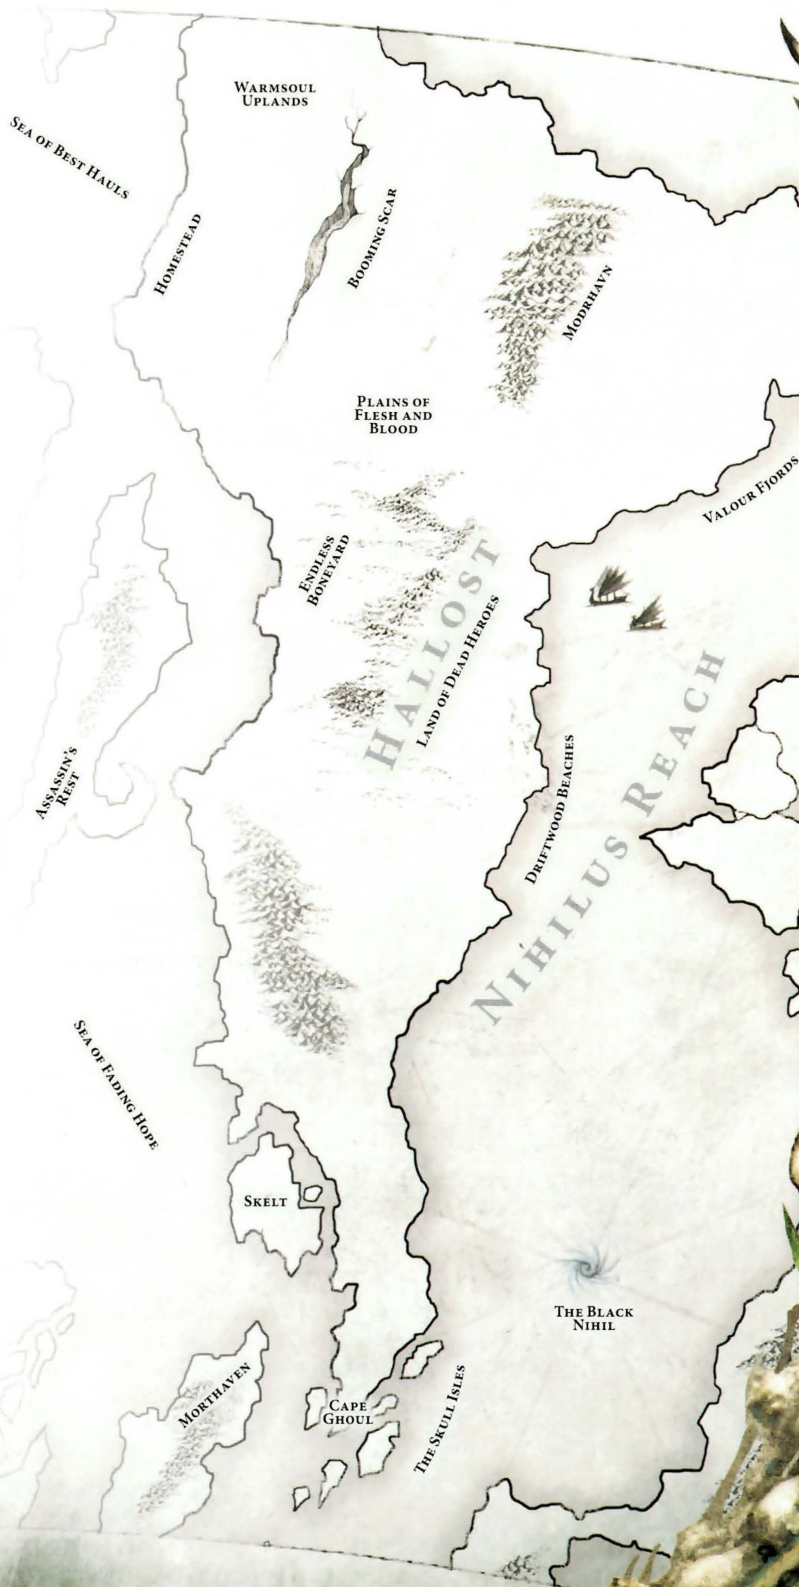 WARMSOUL
UPLANDS
SEA OF BEST HAULS
HOMESTEAD
BOOMING SCAR
MODRHAVN
PLAINS OF
FLESH AND
BLOOD
VALOUR FJORDS
ENDLESS
BONEYARD
HALLOST
LAND OF DEAD HEROES
NIHILUS REACH
ASSASSIN'S
REST
DRIFTWOOD BEACHES
SEA OF FADING HOPE
SKELT
THE BLACK
NIHIL
MORTHAVEN
CAPE
GHOUL
THE SKULL ISLES